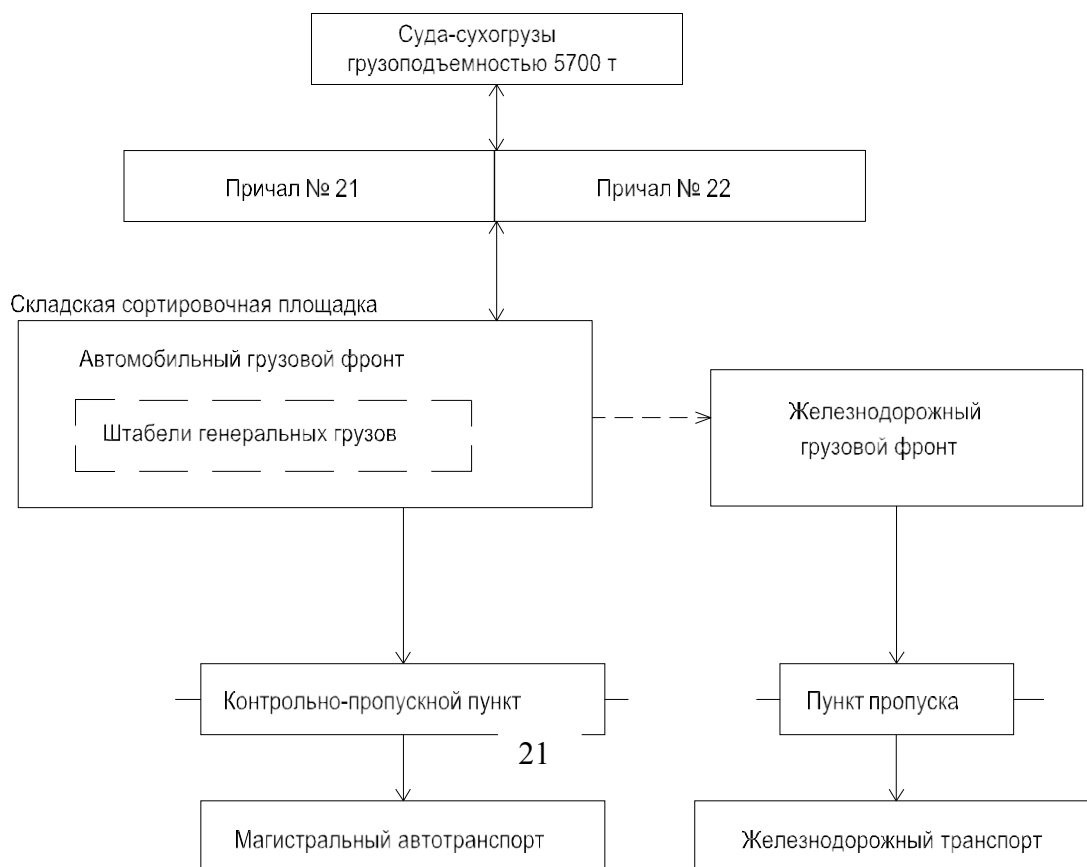 Суда-сухогрузы
грузоподъемностью 5700 т
Причал № 21
Причал № 22
Складская сортировочная площадка
Автомобильный грузовой фронт
Штабели генеральных грузов
Железнодорожный
грузовой фронт
Контрольно-пропускной пункт
Пункт пропуска
21
Магистральный автотранспорт
Железнодорожный транспорт